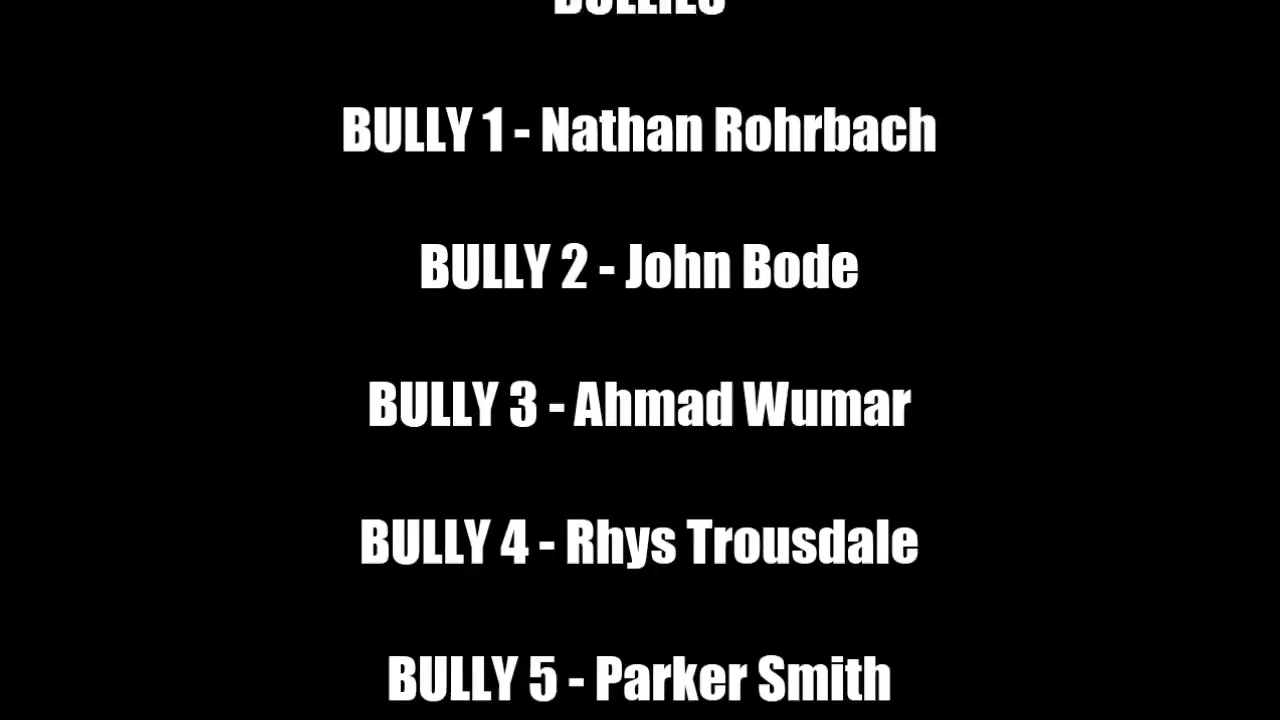 BULLIES
BULLY 1 - Nathan Rohrbach
BULLY 2 - John Bode
BULLY 3 - Ahmad Wumar
BULLY 4 - Rhys Trousdale
BULLY 5 - Parker Smith